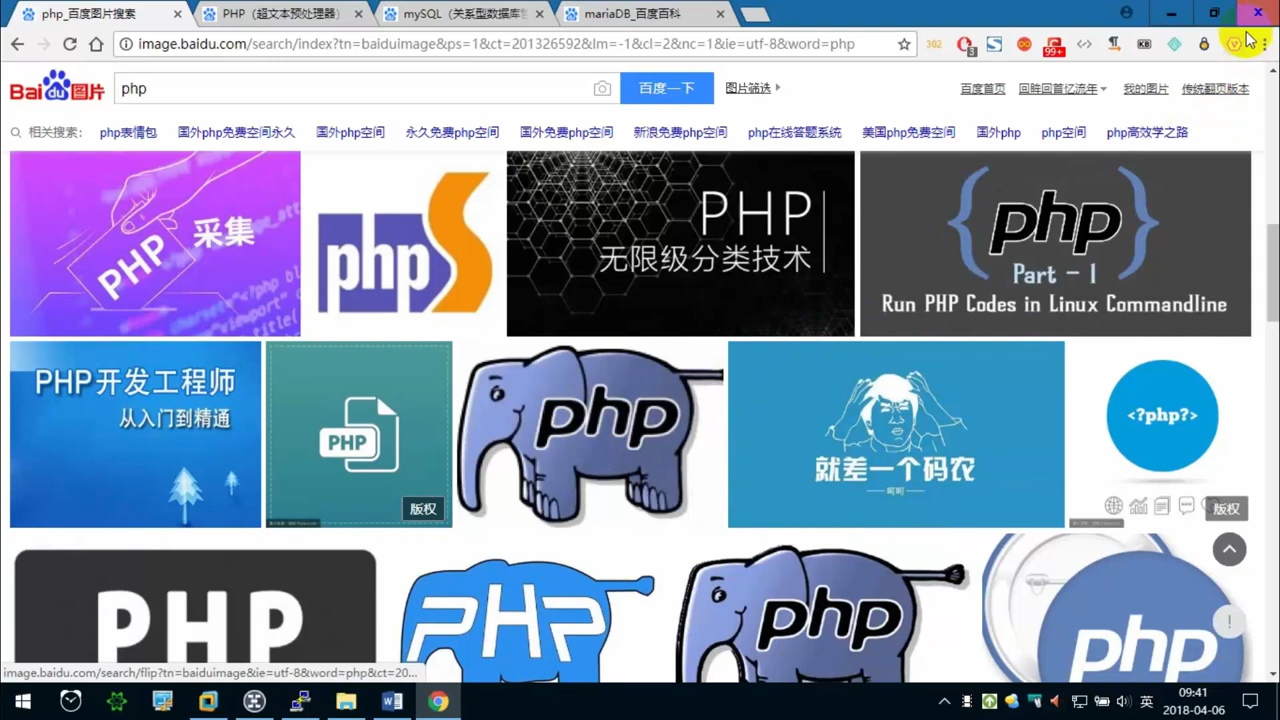 php_百度图片搜索
PHP（超文本预处理器）
mySQL（关系型数据库
mariaDB_百度百科
image.baidu.com/search/index?tn=baiduimage&ps=1&ct=201326592&lm=-1&cl=2&nc=1&ie=utf-8&word=php
302
3
99+
Bai du 图片
php
百度一下
图片筛选
百度首页
回眸回首忆流年
我的图片
传统翻页版本
相关搜索：
php表情包
国外php免费空间永久
国外php空间
永久免费php空间
国外免费php空间
新浪免费php空间
php在线答题系统
美国php免费空间
国外php
php空间
php高效学之路
PHP 采集
phpS
PHP
无限级分类技术
{php}
Part - 1
Run PHP Codes in Linux Commandline
PHP开发工程师
从入门到精通
PHP
版权
php
就差一个码农
呵呵
<?php?>
版权
PHP
PHP
php
php
image.baidu.com/search/flip?tn=baiduimage&ie=utf-8&word=php&ct=20...
英
09:41
2018-04-06